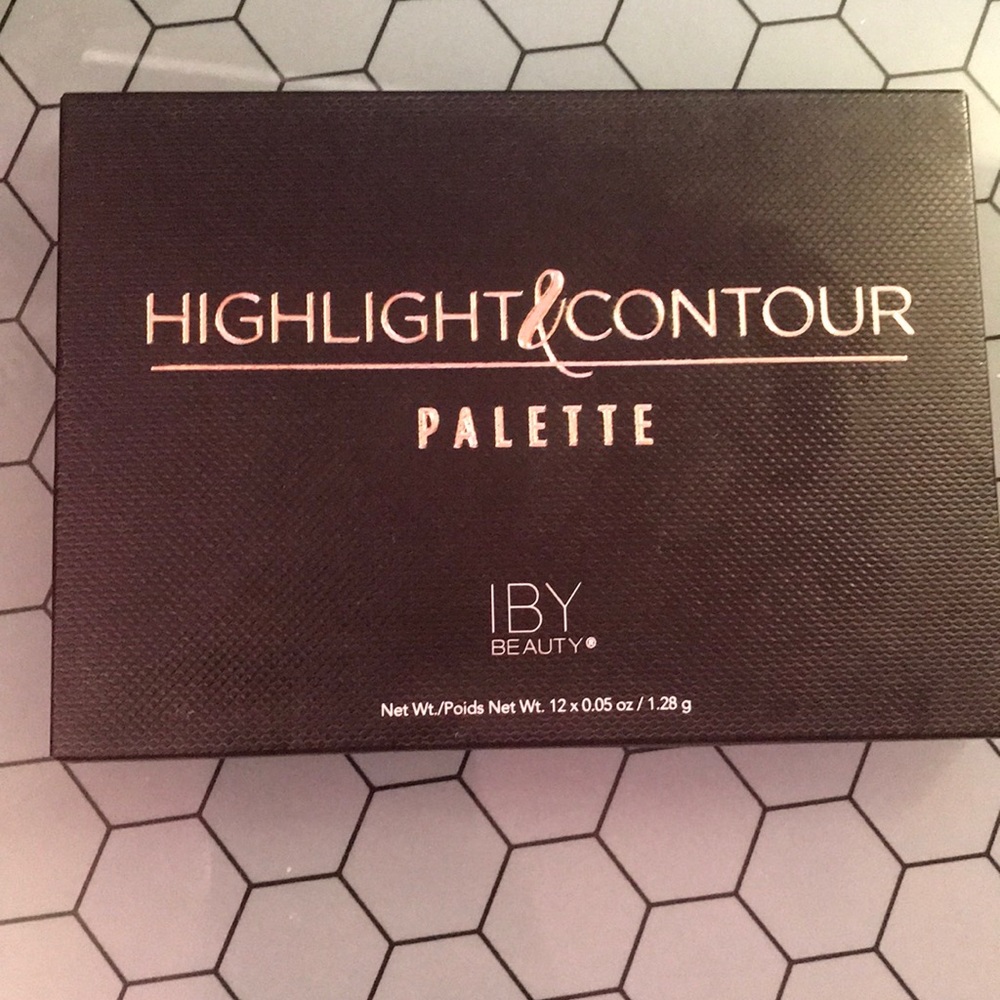 HIGHLIGHT&CONTOUR
PALETTE
IBY
BEAUTY®
Net Wt./Poids Net Wt. 12 x 0.05 oz / 1.28 g